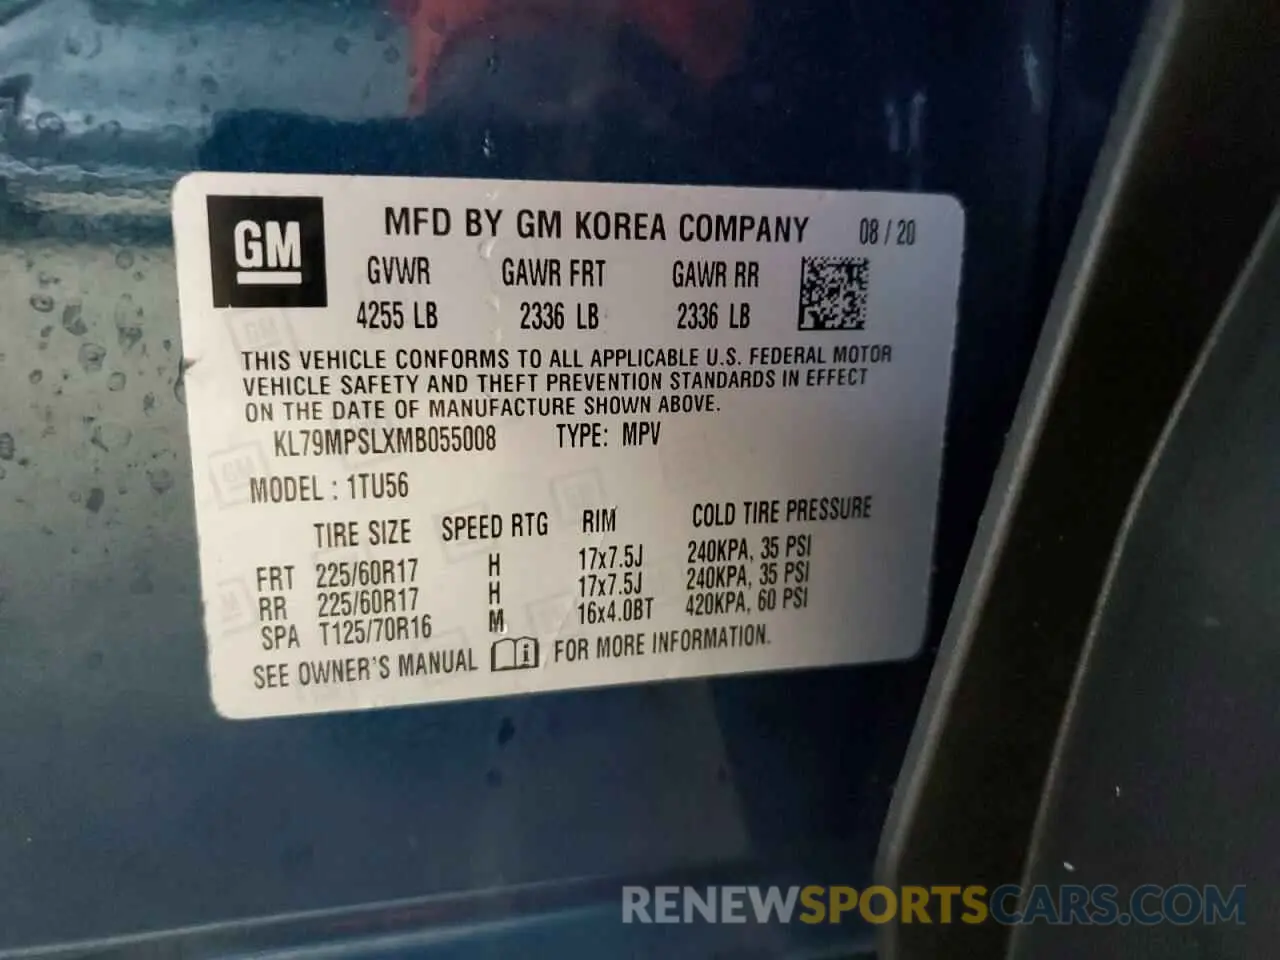 GM
MFD BY GM KOREA COMPANY 08 / 20
GVWR GAWR FRT GAWR RR
4255 LB 2336 LB 2336 LB
THIS VEHICLE CONFORMS TO ALL APPLICABLE U.S. FEDERAL MOTOR
VEHICLE SAFETY AND THEFT PREVENTION STANDARDS IN EFFECT
ON THE DATE OF MANUFACTURE SHOWN ABOVE.
KL79MPSLXMB055008 TYPE: MPV
MODEL : 1TU56
TIRE SIZE SPEED RTG RIM COLD TIRE PRESSURE
FRT 225/60R17 H 17x7.5J 240KPA, 35 PSI
RR 225/60R17 H 17x7.5J 240KPA, 35 PSI
SPA T125/70R16 M 16x4.0BT 420KPA, 60 PSI
SEE OWNER'S MANUAL FOR MORE INFORMATION.
RENEWSPORTSCARS.COM